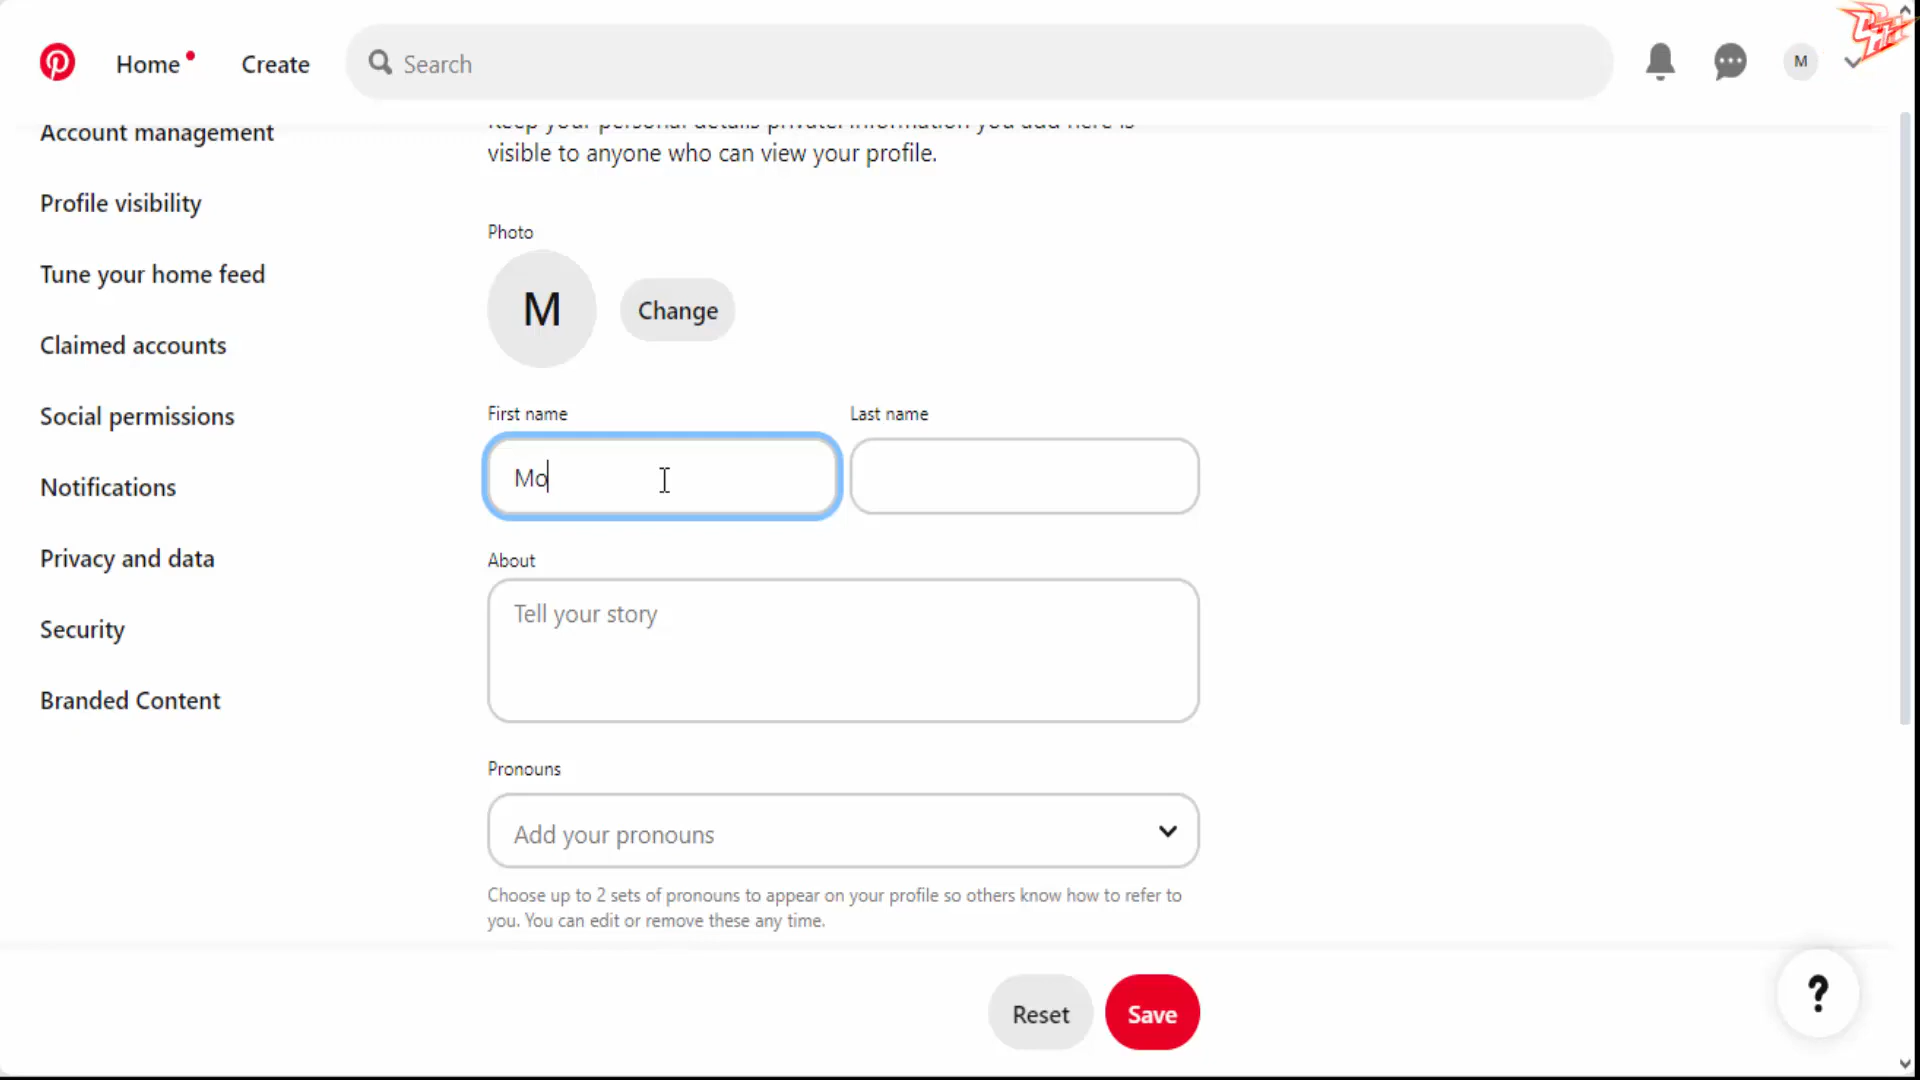 Home
Create
Search
M
Account management
Keep your personal details private. Information you add here is
visible to anyone who can view your profile.
Profile visibility
Tune your home feed
Claimed accounts
Social permissions
Notifications
Privacy and data
Security
Branded Content
Photo
M
Change
First name
Last name
Mo
About
Tell your story
Pronouns
Add your pronouns
Choose up to 2 sets of pronouns to appear on your profile so others know how to refer to
you. You can edit or remove these any time.
Reset
Save
?